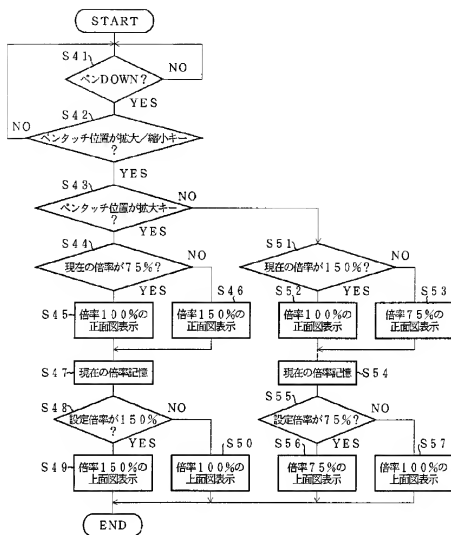 START
S41
ペンDOWN?
NO
YES
S42
ペンタッチ位置が拡大/縮小キー
?
NO
YES
S43
ペンタッチ位置が拡大キー
?
NO
YES
S44
現在の倍率が75%?
NO
YES
S51
現在の倍率が150%?
NO
YES
S45
倍率100%の
正面図表示
S46
倍率150%の
正面図表示
S52
倍率100%の
正面図表示
S53
倍率75%の
正面図表示
S47
現在の倍率記憶
S54
現在の倍率記憶
S48
設定倍率が150%
?
NO
YES
S55
設定倍率が75%?
NO
YES
S49
倍率150%の
上面図表示
S50
倍率100%の
上面図表示
S56
倍率75%の
上面図表示
S57
倍率100%の
上面図表示
END